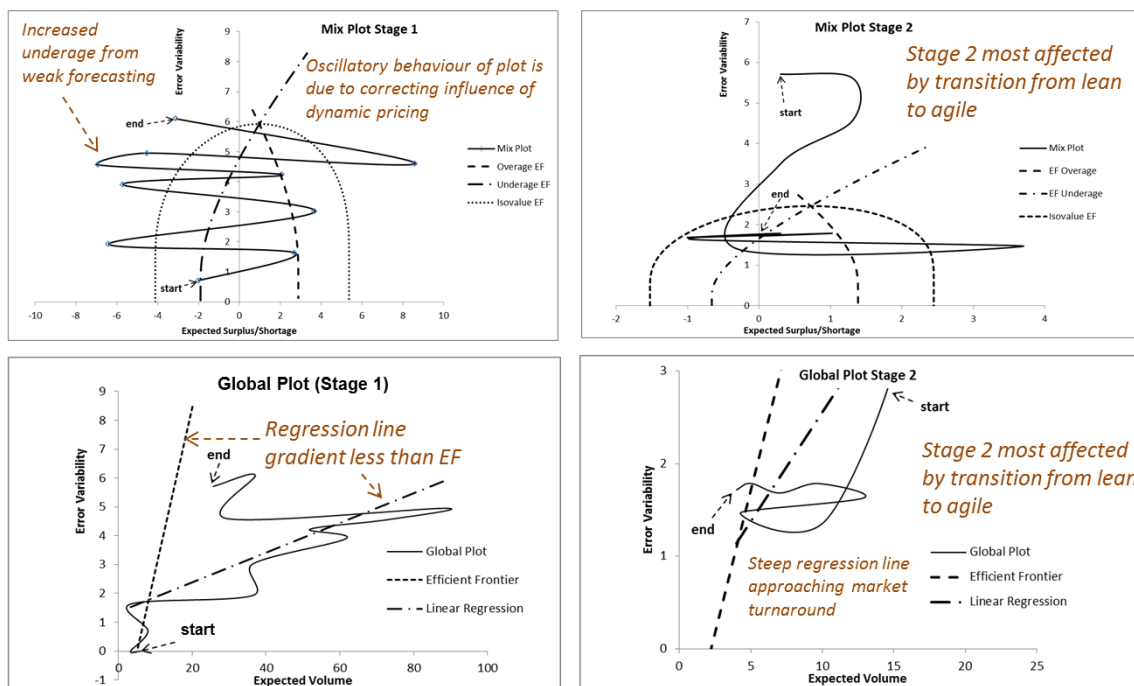 Mix Plot Stage 1
Increased
underage from
weak forecasting
Error Variability
Oscillatory behaviour of plot is
due to correcting influence of
dynamic pricing
9
8
7
6
5
4
3
2
1
0
end
start
Mix Plot
Overage EF
Underage EF
Isovalue EF
-10 -8 -6 -4 -2 0 2 4 6 8 10
Expected Surplus/Shortage
Mix Plot Stage 2
Error Variability
Stage 2 most affected
by transition from lean
to agile
7
6
5
4
3
2
1
0
start
end
Mix Plot
EF Overage
EF Underage
Isovalue EF
-2 -1 0 1 2 3 4
Expected Surplus/Shortage
Global Plot (Stage 1)
Error Variability
9
8
7
6
5
4
3
2
1
0
-1
Regression line
gradient less than EF
end
start
Global Plot
Efficient Frontier
Linear Regression
0 20 40 60 80 100
Expected Volume
Global Plot Stage 2
Error Variability
3
2
1
0
start
Stage 2 most affected
by transition from lean
to agile
end
Steep regression line
approaching market
turnaround
Global Plot
Efficient Frontier
Linear Regression
0 5 10 15 20 25
Expected Volume